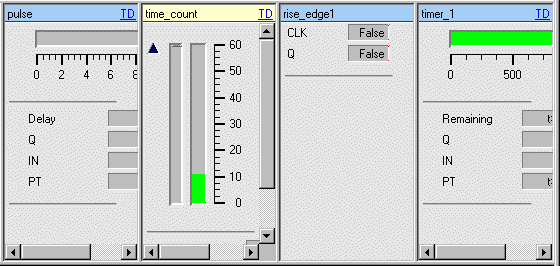 pulse TD
0 2 4 6 8
Delay
Q
IN
PT
time_count TD
60
50
40
30
20
10
0
rise_edge1
CLK False
Q False
timer_1 TD
0 500
Remaining t:
Q
IN
PT t: